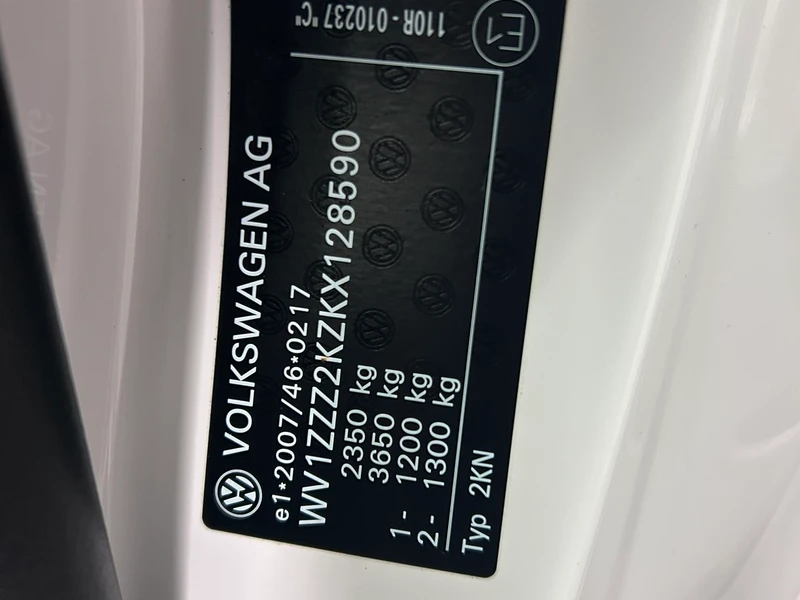 VOLKSWAGEN AG
e1*2007/46*0217
WV1ZZZ2KZKX128590
2350 kg
3650 kg
1- 1200 kg
2- 1300 kg
Typ 2KN
E1
110R - 010237 "C"